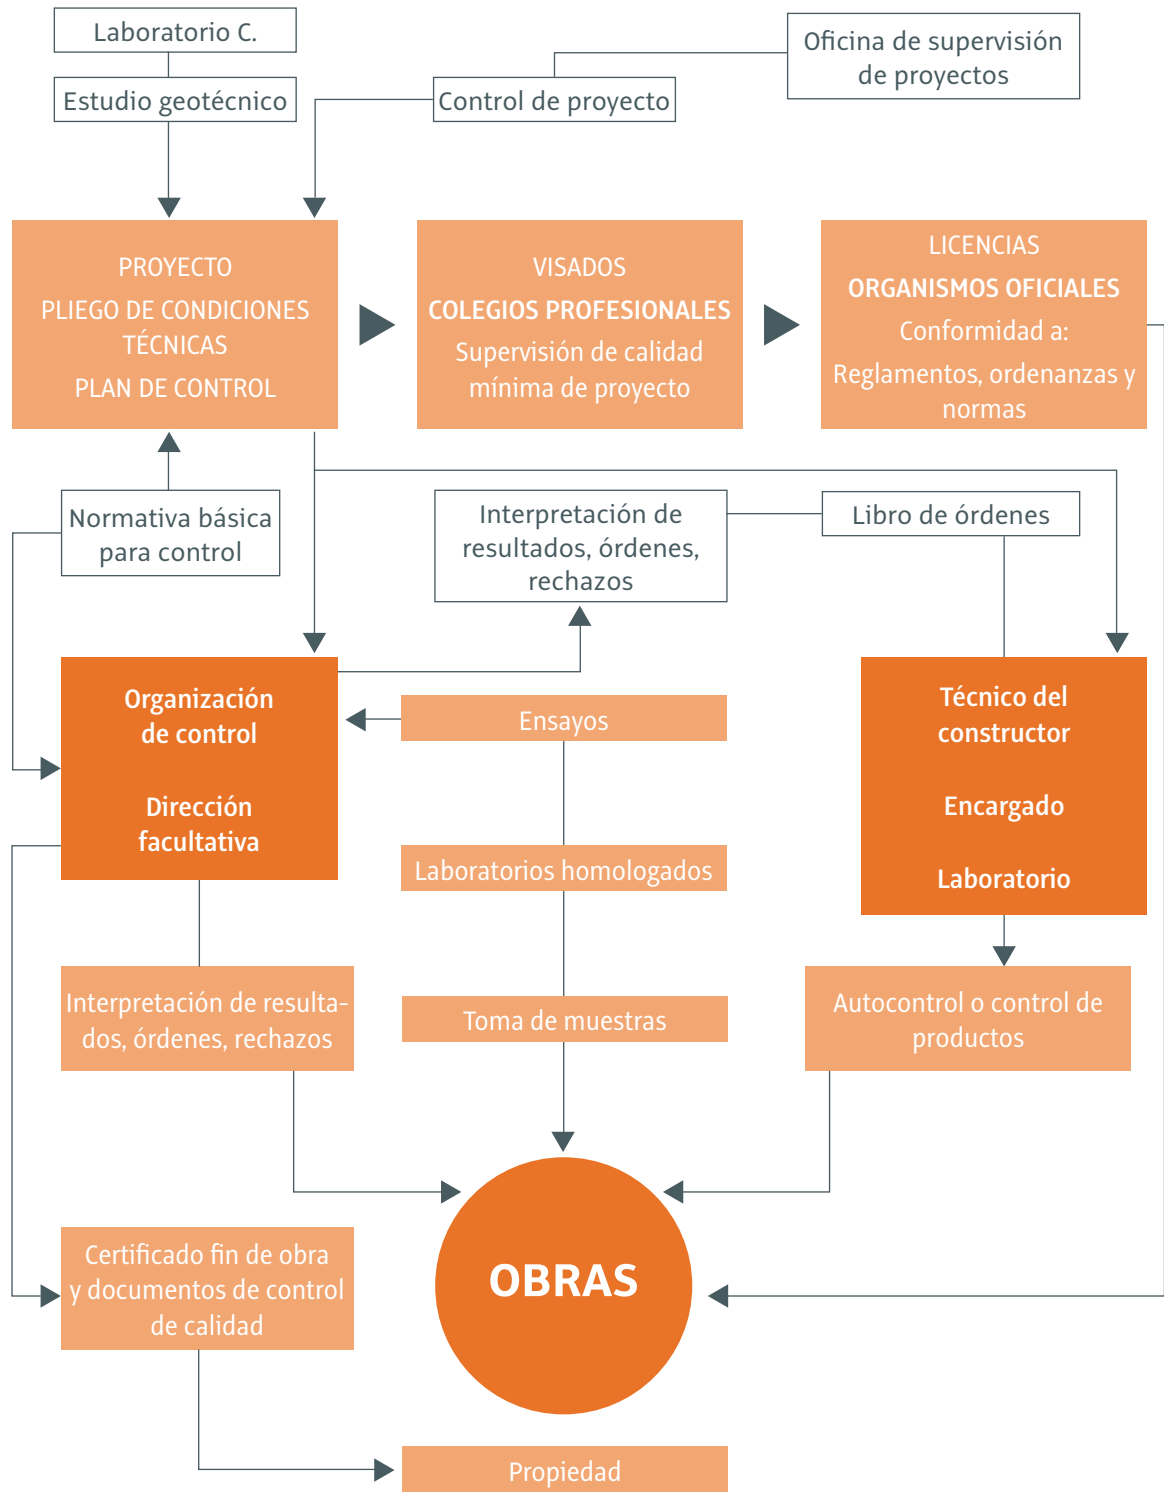 Laboratorio C.
Oficina de supervisión
de proyectos
Estudio geotécnico
Control de proyecto
PROYECTO
PLIEGO DE CONDICIONES
TÉCNICAS
PLAN DE CONTROL
VISADOS
COLEGIOS PROFESIONALES
Supervisión de calidad
mínima de proyecto
LICENCIAS
ORGANISMOS OFICIALES
Conformidad a:
Reglamentos, ordenanzas y
normas
Normativa básica
para control
Interpretación de
resultados, órdenes,
rechazos
Libro de órdenes
Organización
de control
Dirección
facultativa
Ensayos
Técnico del
constructor
Encargado
Laboratorio
Laboratorios homologados
Interpretación de resulta-
dos, órdenes, rechazos
Toma de muestras
Autocontrol o control de
productos
Certificado fin de obra
y documentos de control
de calidad
OBRAS
Propiedad